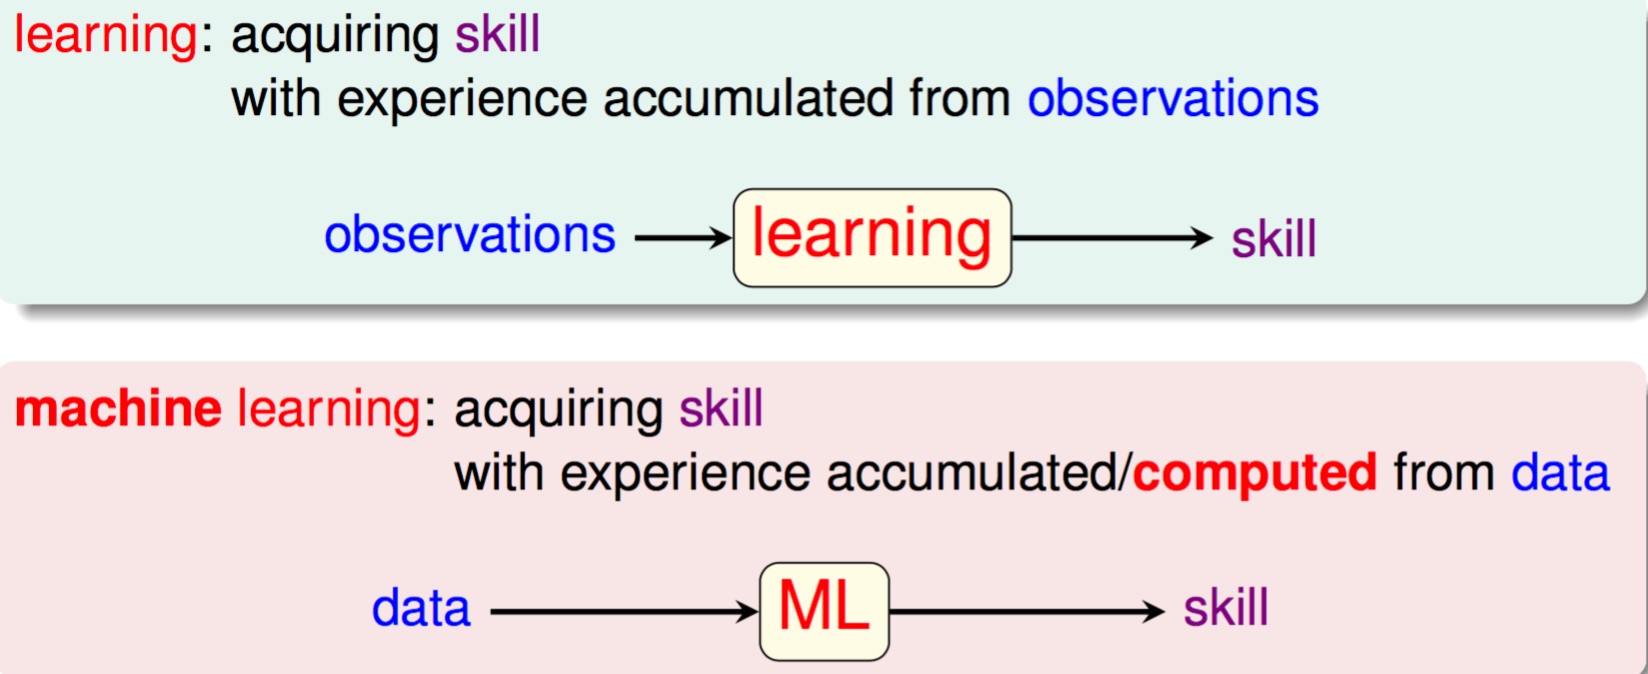 learning: acquiring skill
with experience accumulated from observations
observations learning skill
machine learning: acquiring skill
with experience accumulated/computed from data
data ML skill